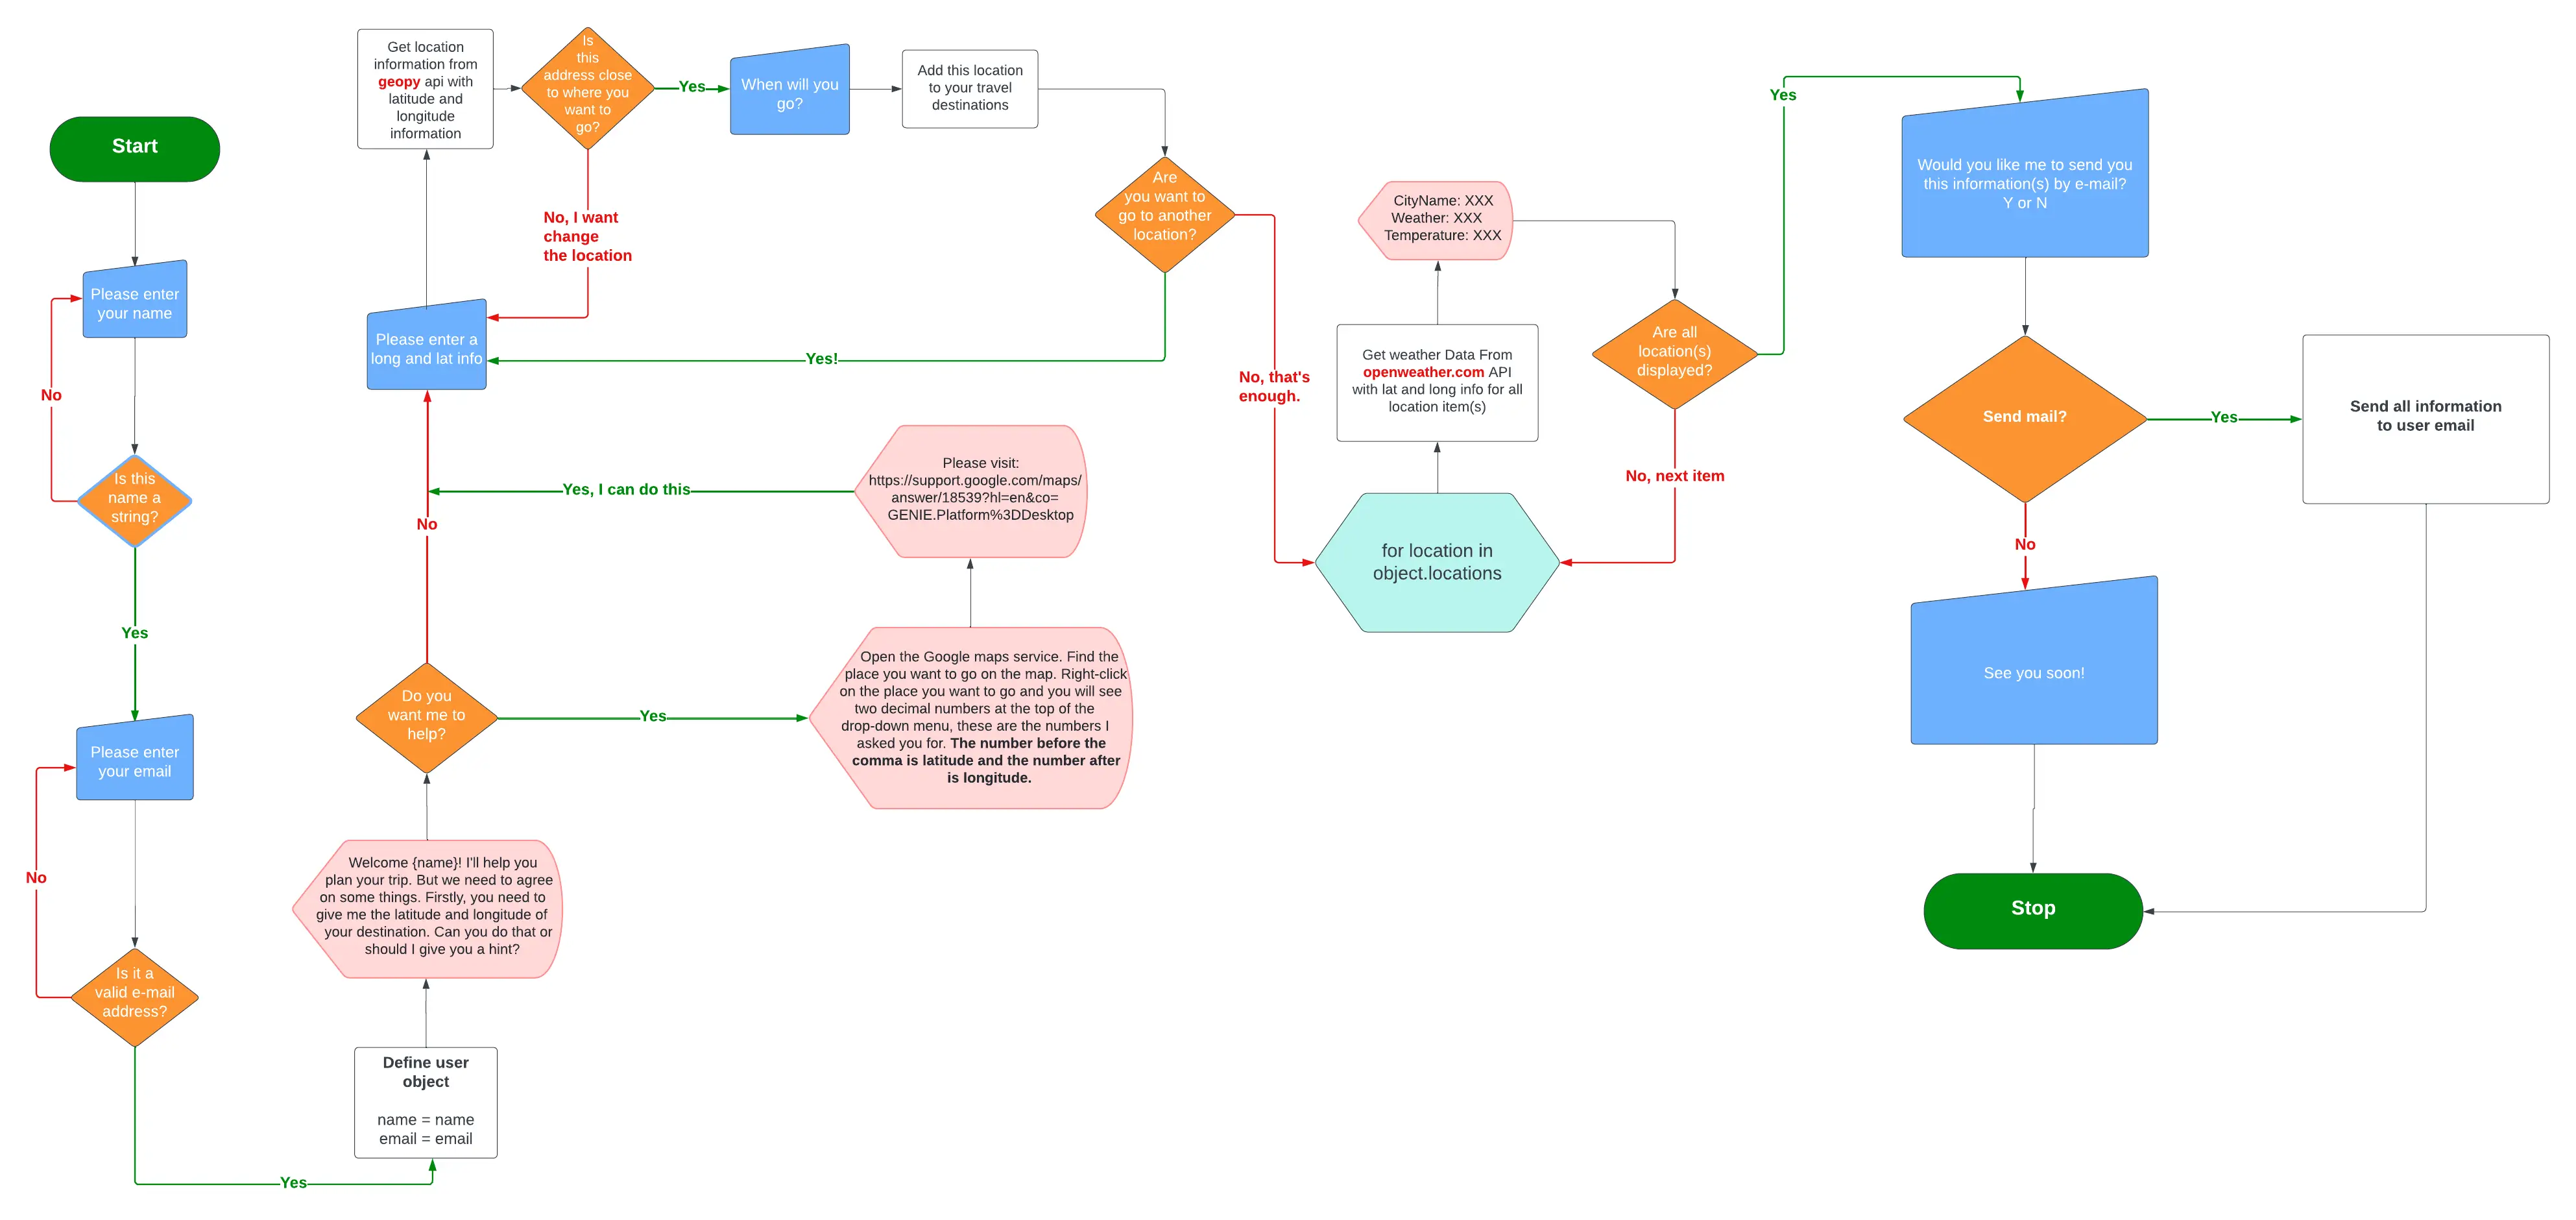 Start
Please enter
your name
No
Is this
name a
string?
Yes
Please enter
your email
No
Is it a
valid e-mail
address?
Yes
Define user
object
name = name
email = email
Welcome {name}! I'll help you
plan your trip. But we need to agree
on some things. Firstly, you need to
give me the latitude and longitude of
your destination. Can you do that or
should I give you a hint?
Do you
want me to
help?
Yes
Open the Google maps service. Find the
place you want to go on the map. Right-click
on the place you want to go and you will see
two decimal numbers at the top of the
drop-down menu, these are the numbers I
asked you for. The number before the
comma is latitude and the number after
is longitude.
Please visit:
https://support.google.com/maps/
answer/18539?hl=en&co=
GENIE.Platform%3DDesktop
Yes, I can do this
No
Please enter a
long and lat info
Get location
information from
geopy api with
latitude and
longitude
information
Is
this
address close
to where you
want to
go?
No, I want
change
the location
Yes
When will you
go?
Add this location
to your travel
destinations
Are
you want to
go to another
location?
Yes!
No, that's
enough.
for location in
object.locations
Get weather Data From
openweather.com API
with lat and long info for all
location item(s)
CityName: XXX
Weather: XXX
Temperature: XXX
Are all
location(s)
displayed?
No, next item
Yes
Would you like me to send you
this information(s) by e-mail?
Y or N
Send mail?
Yes
Send all information
to user email
No
See you soon!
Stop